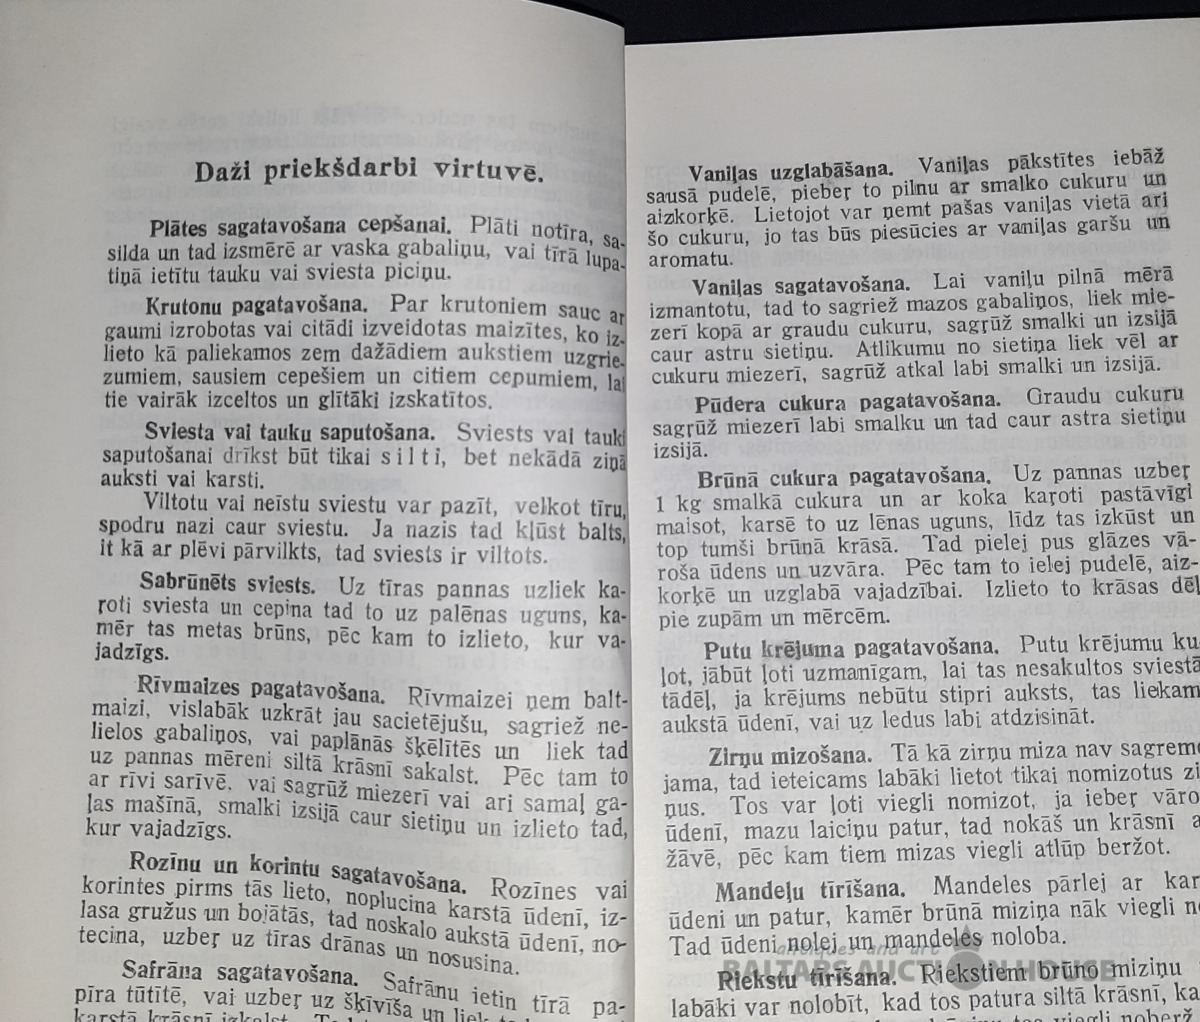 Daži priekšdarbi virtuvē.
Plātes sagatavošana cepšanai. Plāti notīra, sa-
silda un tad izsmērē ar vaska gabaliņu, vai tīrā lupa-
tiņā ietītu tauku vai sviesta piciņu.
Krutonu pagatavošana. Par krutoniem sauc ar
gaumi izrobotas vai citādi izveidotas maizītes, ko iz-
lieto kā paliekamos zem dažādiem aukstiem uzgrie-
zumiem, sausiem cepešiem un citiem cepumiem, lai
tie vairāk izceltos un glītāki izskatītos.
Sviesta vai tauku saputošana. Sviests vai tauki
saputošanai drīkst būt tikai silti, bet nekādā ziņā
auksti vai karsti.
Viltotu vai neīstu sviestu var pazīt, velkot tīru,
spodru nazi caur sviestu. Ja nazis tad kļūst balts,
it kā ar plēvi pārvilkts, tad sviests ir viltots.
Sabrūnēts sviests. Uz tīras pannas uzliek ka-
ŗoti sviesta un cepina tad to uz palēnas uguns, ka-
mēr tas metas brūns, pēc kam to izlieto, kur va-
jadzīgs.
Rīvmaizes pagatavošana. Rīvmaizei ņem balt-
maizi, vislabāk uzkrāt jau sacietējušu, sagriež ne-
lielos gabaliņos, vai paplānās šķēlītēs un liek tad
uz pannas mēreni siltā krāsnī sakalst. Pēc tam to
ar rīvi sarīvē, vai sagrūž miezerī vai ari samaļ ga-
ļas mašīnā, smalki izsijā caur sietiņu un izlieto tad,
kur vajadzīgs.
Rozīņu un korintu sagatavošana. Rozīnes vai
korintes pirms tās lieto, noplucina karstā ūdenī, iz-
lasa gružus un bojātās, tad noskalo aukstā ūdenī, no-
tecina, uzbeŗ uz tīras drānas un nosusina.
Safrāna sagatavošana. Safrānu ietin tīrā pa-
pīra tūtītē, vai uzbeŗ uz šķīvīša un liek
karstā krāsnī izkalst.
Vaniļas uzglabāšana. Vaniļas pākstītes iebāž
sausā pudelē, piebeŗ to pilnu ar smalko cukuru un
aizkorķē. Lietojot var ņemt pašas vaniļas vietā ari
šo cukuru, jo tas būs piesūcies ar vaniļas garšu un
aromatu.
Vaniļas sagatavošana. Lai vaniļu pilnā mērā
izmantotu, tad to sagriež mazos gabaliņos, liek mie-
zerī kopā ar graudu cukuru, sagŗūž smalki un izsijā
caur astru sietiņu. Atlikumu no sietiņa liek vēl ar
cukuru miezerī, sagrūž atkal labi smalki un izsijā.
Pūdera cukura pagatavošana. Graudu cukuru
sagŗūž miezerī labi smalku un tad caur astra sietiņu
izsijā.
Brūnā cukura pagatavošana. Uz pannas uzbeŗ
1 kg smalkā cukura un ar koka kaŗoti pastāvīgi
maisot, karsē to uz lēnas uguns, līdz tas izkūst un
top tumši brūnā krāsā. Tad pielej pus glāzes vā-
roša ūdens un uzvāra. Pēc tam to ielej pudelē, aiz-
korķē un uzglabā vajadzībai. Izlieto to krāsas dēļ
pie zupām un mērcēm.
Putu krējuma pagatavošana. Putu krējumu ku
ļot, jābūt ļoti uzmanīgam, lai tas nesakultos sviestā
tādēļ, ja krējums nebūtu stipri auksts, tas liekam
aukstā ūdenī, vai uz ledus labi atdzisināt.
Zirņu mizošana. Tā kā zirņu miza nav sagremo
jama, tad ieteicams labāki lietot tikai nomizotus zi
ņus. Tos var ļoti viegli nomizot, ja iebeŗ vāro
ūdenī, mazu laiciņu patur, tad nokāš un krāsnī a
žāvē, pēc kam tiem mizas viegli atlūp beržot.
Mandeļu tīrīšana. Mandeles pārlej ar kar
ūdeni un patur, kamēr brūnā miziņa nāk viegli no
Tad ūdeni nolej un mandeles noloba.
antiques and art
BALTARS AUCTION HOUSE
Riekstu tīrīšana. Riekstiem brūno miziņu
labāki var nolobīt, kad tos patura siltā krāsnī, ka